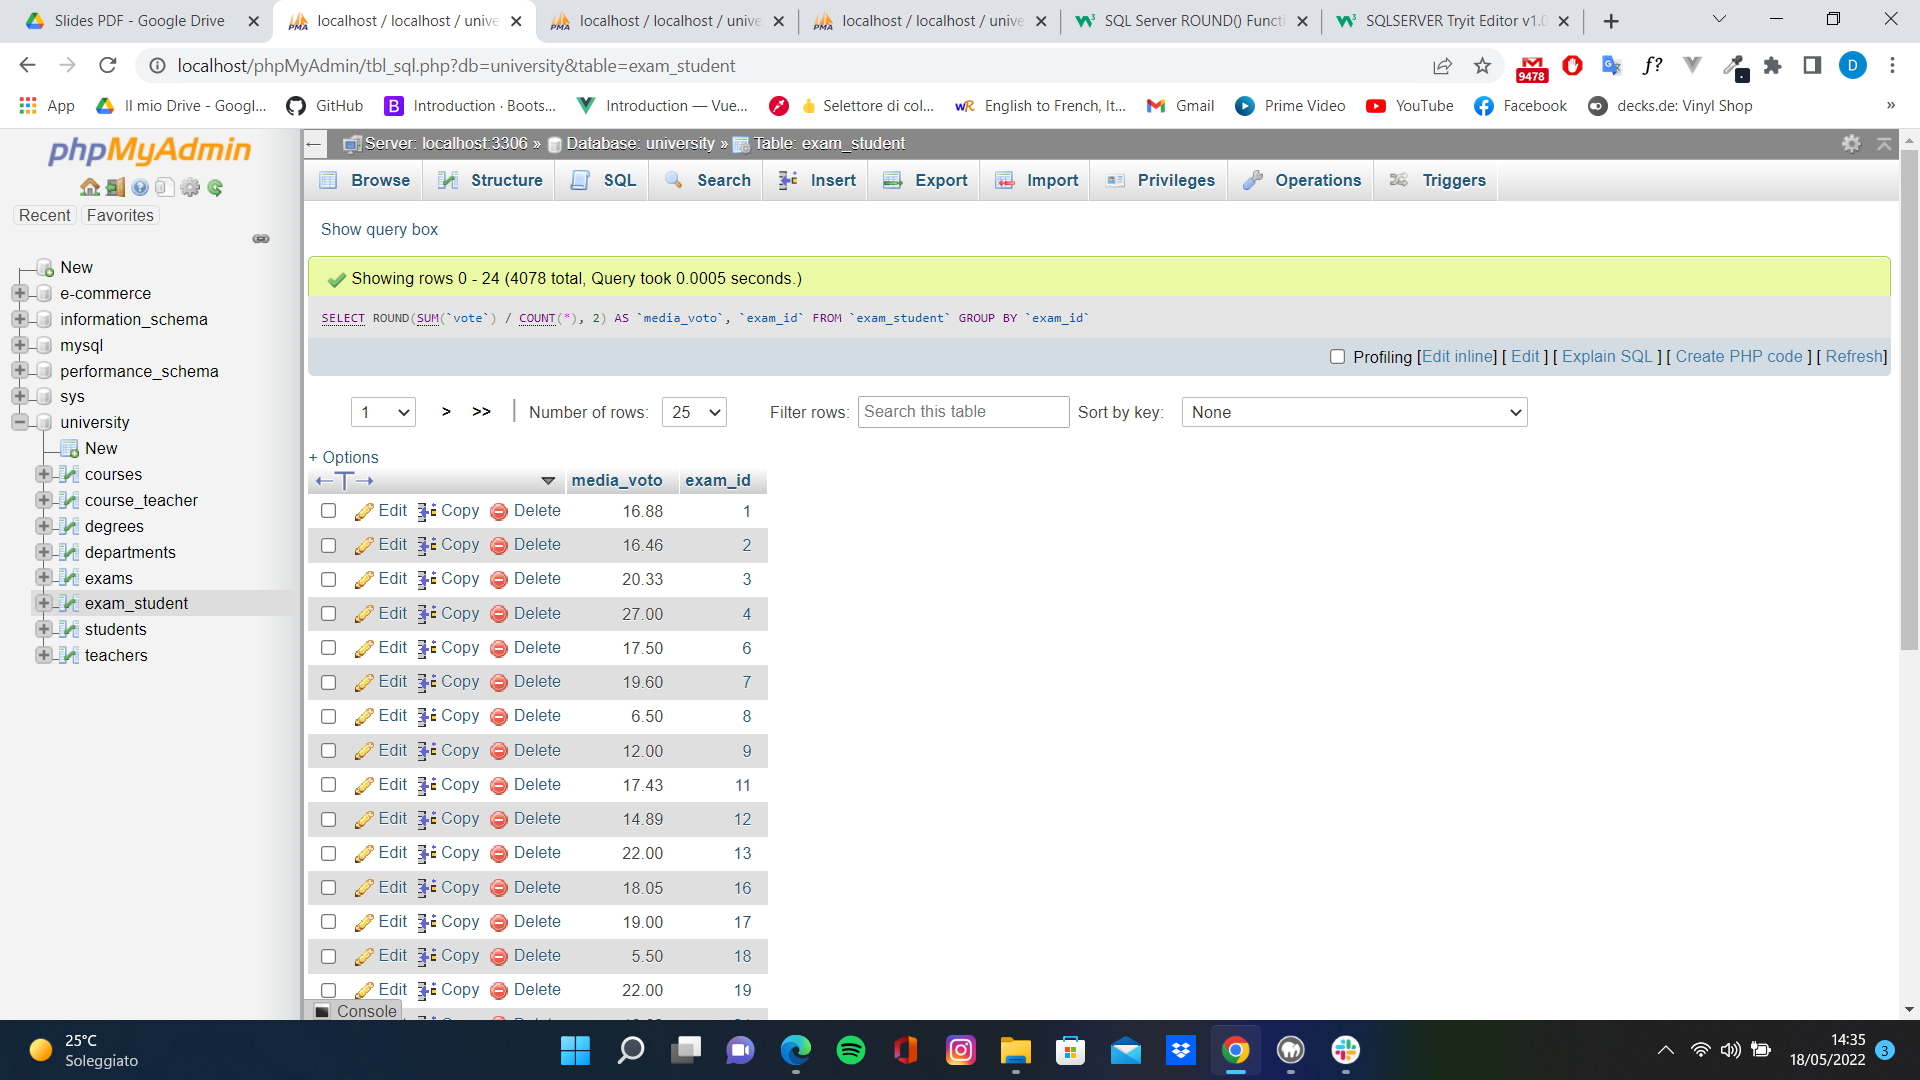 Slides PDF - Google Drive
localhost / localhost / unive
localhost / localhost / unive
localhost / localhost / unive
SQL Server ROUND() Functi
SQLSERVER Tryit Editor v1.0
localhost/phpMyAdmin/tbl_sql.php?db=university&table=exam_student
9478
f?
D
App
Il mio Drive - Googl...
GitHub
Introduction · Boots...
Introduction — Vue...
Selettore di col...
English to French, It...
Gmail
Prime Video
YouTube
Facebook
decks.de: Vinyl Shop
»
phpMyAdmin
Recent
Favorites
New
e-commerce
information_schema
mysql
performance_schema
sys
university
New
courses
course_teacher
degrees
departments
exams
exam_student
students
teachers
Server: localhost:3306 » Database: university » Table: exam_student
Browse
Structure
SQL
Search
Insert
Export
Import
Privileges
Operations
Triggers
Show query box
Showing rows 0 - 24 (4078 total, Query took 0.0005 seconds.)
SELECT ROUND(SUM(`vote`) / COUNT(*), 2) AS `media_voto`, `exam_id` FROM `exam_student` GROUP BY `exam_id`
Profiling [Edit inline] [ Edit ] [ Explain SQL ] [ Create PHP code ] [ Refresh]
1 > >> Number of rows: 25 Filter rows: Search this table Sort by key: None
+ Options
media_voto exam_id
Edit Copy Delete 16.88 1
Edit Copy Delete 16.46 2
Edit Copy Delete 20.33 3
Edit Copy Delete 27.00 4
Edit Copy Delete 17.50 6
Edit Copy Delete 19.60 7
Edit Copy Delete 6.50 8
Edit Copy Delete 12.00 9
Edit Copy Delete 17.43 11
Edit Copy Delete 14.89 12
Edit Copy Delete 22.00 13
Edit Copy Delete 18.05 16
Edit Copy Delete 19.00 17
Edit Copy Delete 5.50 18
Edit Copy Delete 22.00 19
Console
25°C
Soleggiato
14:35
18/05/2022
3